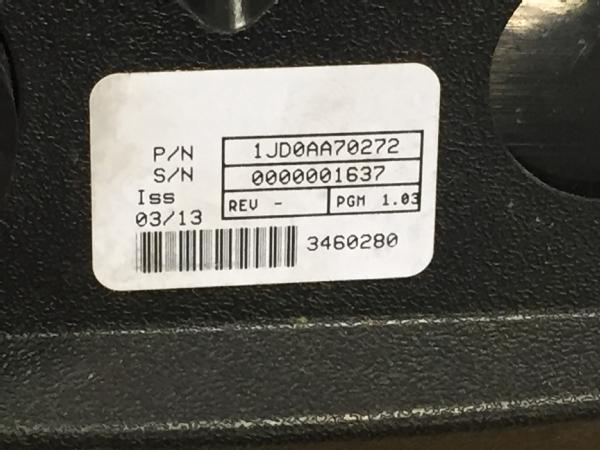 P/N 1JD0AA70272
S/N 0000001637
Iss
03/13
REV - PGM 1.03
3460280